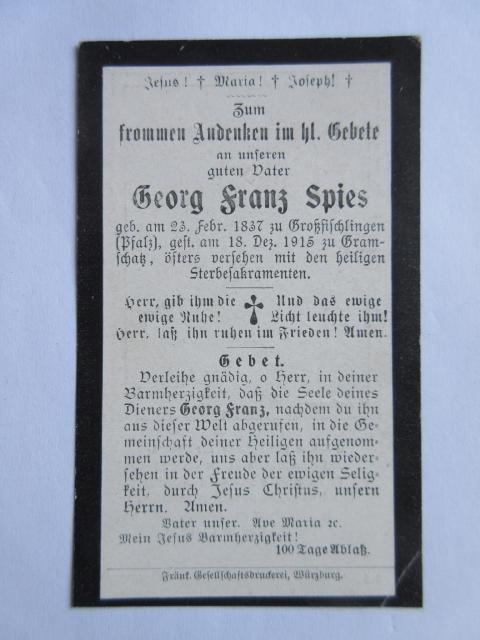 Jesus! † Maria! † Joseph! †
Zum
frommen Andenken im hl. Gebete
an unseren
guten Vater
Georg Franz Spies
geb. am 23. Febr. 1837 zu Großfischlingen
(Pfalz), gest. am 18. Dez. 1915 zu Gram-
schatz, öfters versehen mit den heiligen
Sterbesakramenten.
Herr, gib ihm die ewige Ruhe! † Und das ewige Licht leuchte ihm!
Herr, laß ihn ruhen im Frieden! Amen.
Gebet.
Verleihe gnädig, o Herr, in deiner
Barmherzigkeit, daß die Seele deines
Dieners Georg Franz, nachdem du ihn
aus dieser Welt abgerufen, in die Ge-
meinschaft deiner Heiligen aufgenom-
men werde, uns aber laß ihn wieder-
sehen in der Freude der ewigen Selig-
keit, durch Jesus Christus, unsern
Herrn. Amen.
Vater unser. Ave Maria ꝛc.
Mein Jesus Barmherzigkeit!
100 Tage Ablaß.
Fränk. Gesellschaftsdruckerei, Würzburg.